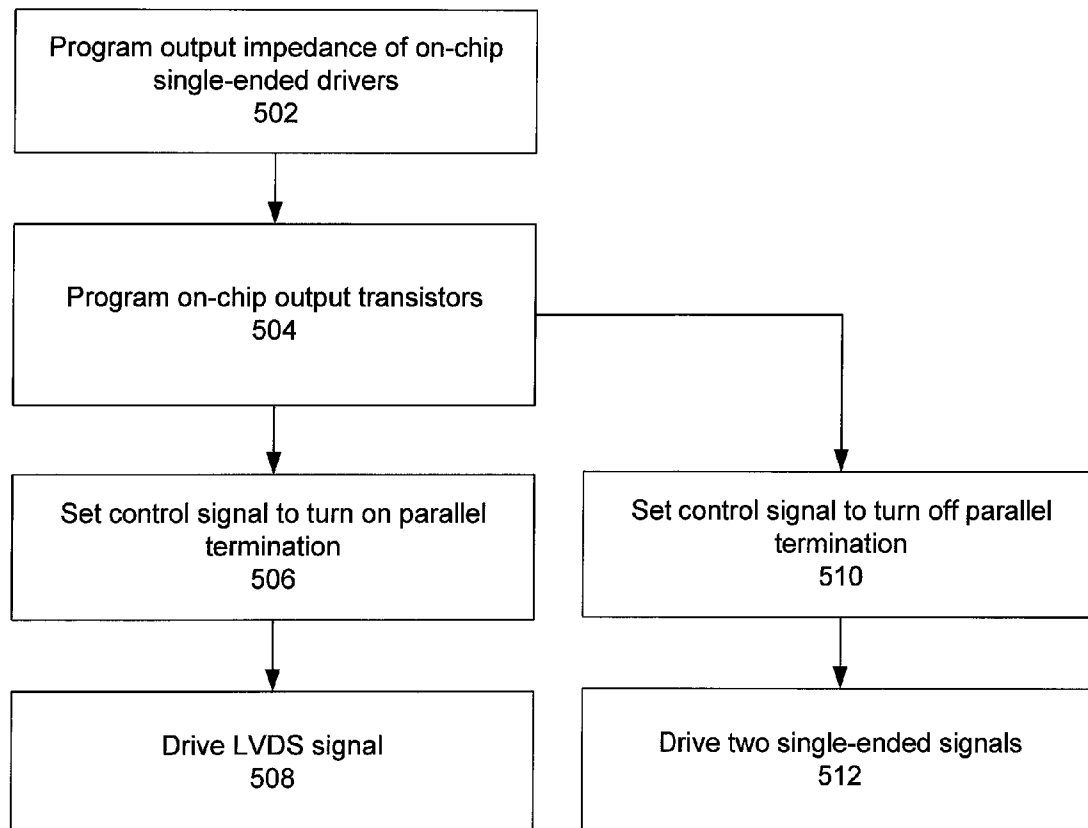 Program output impedance of on-chip
single-ended drivers
502
Program on-chip output transistors
504
Set control signal to turn on parallel
termination
506
Set control signal to turn off parallel
termination
510
Drive LVDS signal
508
Drive two single-ended signals
512